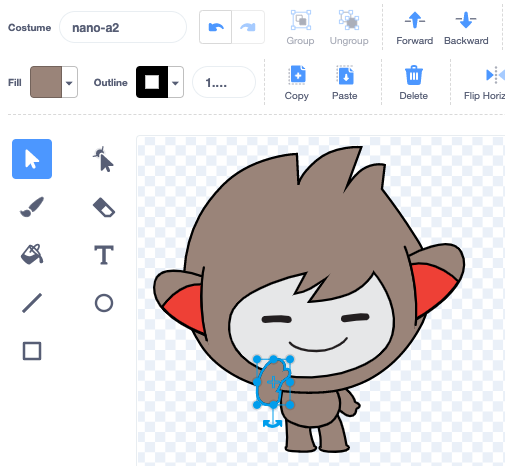 Costume nano-a2
Group Ungroup Forward Backward
Fill Outline 1....
Copy Paste Delete Flip Horiz
T